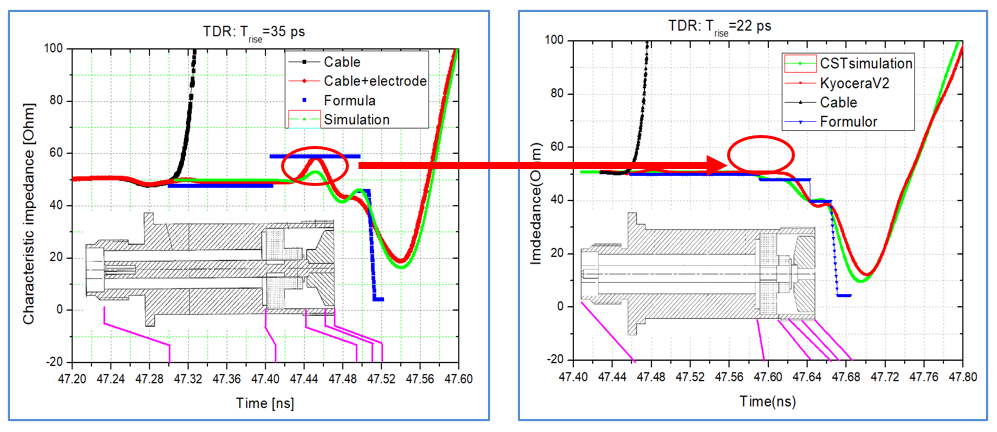 TDR: Trise=35 ps
Characteristic impedance [Ohm]
100
80
60
40
20
0
-20
Cable
Cable+electrode
Formula
Simulation
47.20 47.24 47.28 47.32 47.36 47.40 47.44 47.48 47.52 47.56 47.60
Time [ns]
TDR: Trise=22 ps
Imdedance(Ohm)
100
80
60
40
20
0
-20
CSTsimulation
KyoceraV2
Cable
Formulor
47.40 47.44 47.48 47.52 47.56 47.60 47.64 47.68 47.72 47.76 47.80
Time(ns)